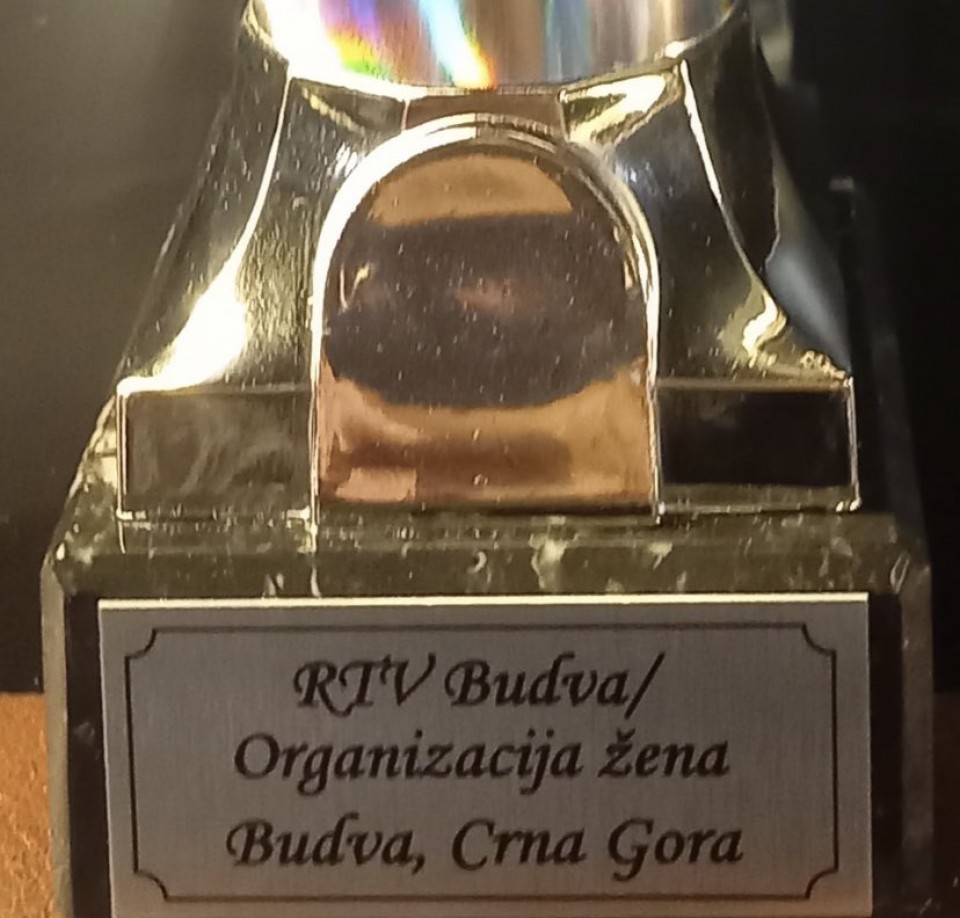 RTV Budva/
Organizacija žena
Budva, Crna Gora